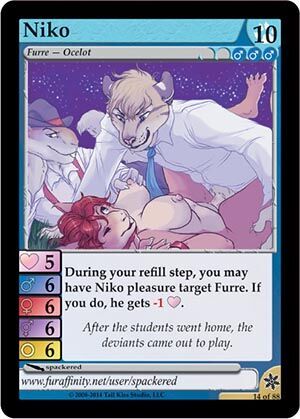 Niko
10
Furre — Ocelot
5
6
6
6
6
During your refill step, you may
have Niko pleasure target Furre. If
you do, he gets -1 ♥.
After the students went home, the
deviants came out to play.
spackered
www.furaffinity.net/user/spackered
14 of 88
© 2008-2014 Tail Kiss Studio, LLC